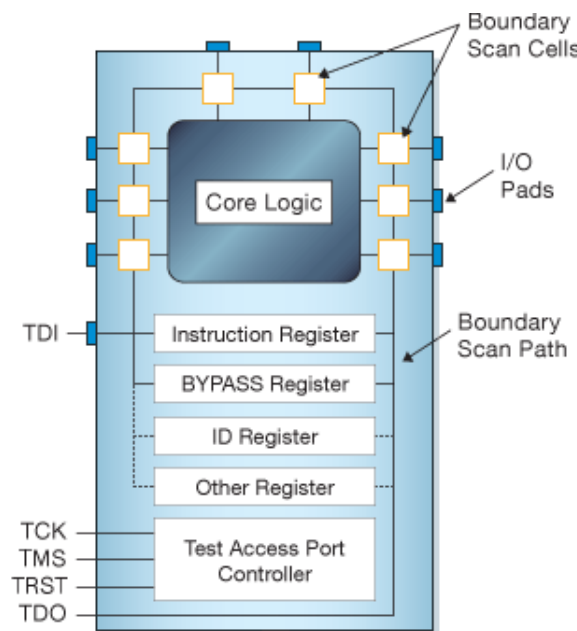 Boundary
Scan Cells
I/O
Pads
Core Logic
TDI
Instruction Register
Boundary
Scan Path
BYPASS Register
ID Register
Other Register
TCK
TMS
TRST
TDO
Test Access Port
Controller